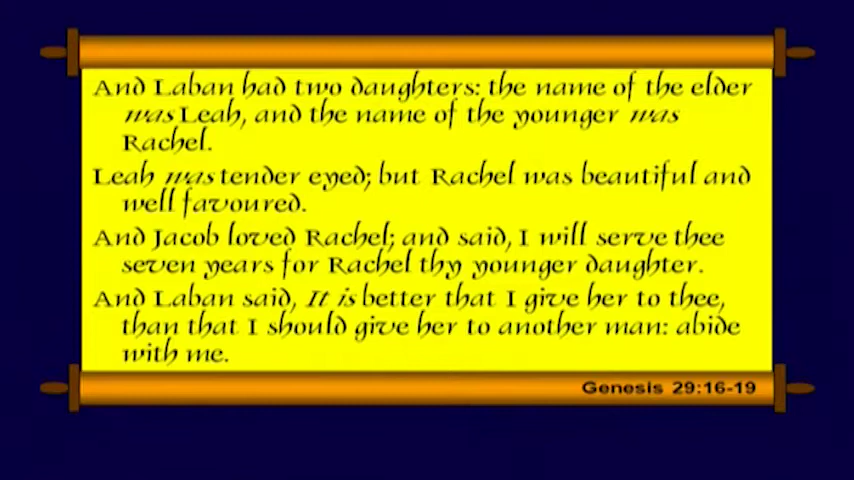 And Laban had two daughters: the name of the elder
was Leah, and the name of the younger was
Rachel.
Leah was tender eyed; but Rachel was beautiful and
well favoured.
And Jacob loved Rachel; and said, I will serve thee
seven years for Rachel thy younger daughter.
And Laban said, It is better that I give her to thee,
than that I should give her to another man: abide
with me.
Genesis 29:16-19